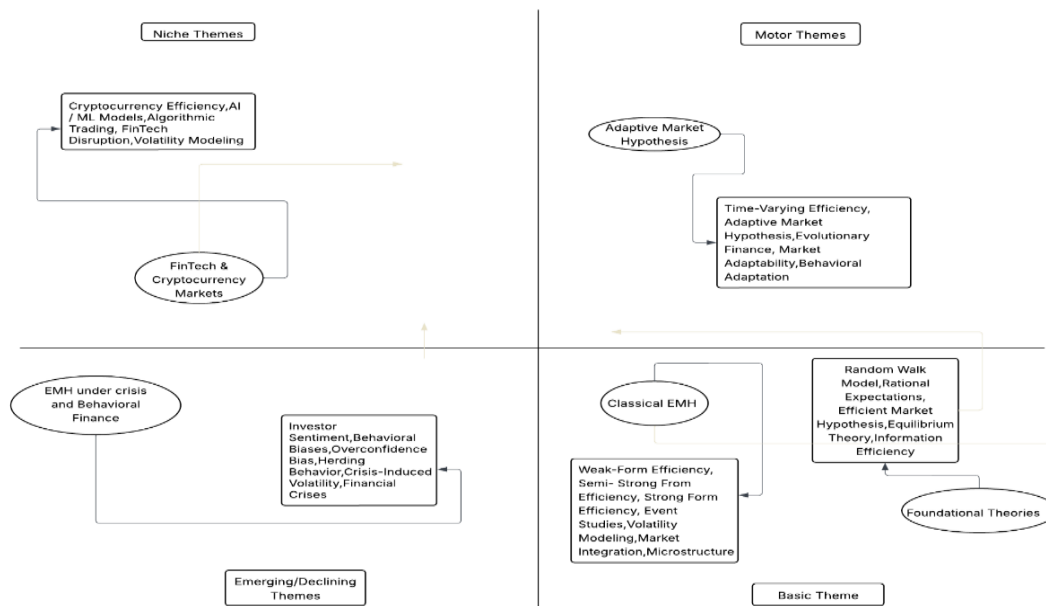 Niche Themes
Motor Themes
Cryptocurrency Efficiency,AI
/ ML Models,Algorithmic
Trading, FinTech
Disruption,Volatility Modeling
FinTech &
Cryptocurrency
Markets
Adaptive Market
Hypothesis
Time-Varying Efficiency,
Adaptive Market
Hypothesis,Evolutionary
Finance, Market
Adaptability,Behavioral
Adaptation
EMH under crisis
and Behavioral
Finance
Investor
Sentiment,Behavioral
Biases,Overconfidence
Bias,Herding
Behavior,Crisis-Induced
Volatility,Financial
Crises
Emerging/Declining
Themes
Classical EMH
Weak-Form Efficiency,
Semi- Strong From
Efficiency, Strong Form
Efficiency, Event
Studies,Volatility
Modeling,Market
Integration,Microstructure
Random Walk
Model,Rational
Expectations,
Efficient Market
Hypothesis,Equilibrium
Theory,Information
Efficiency
Foundational Theories
Basic Theme